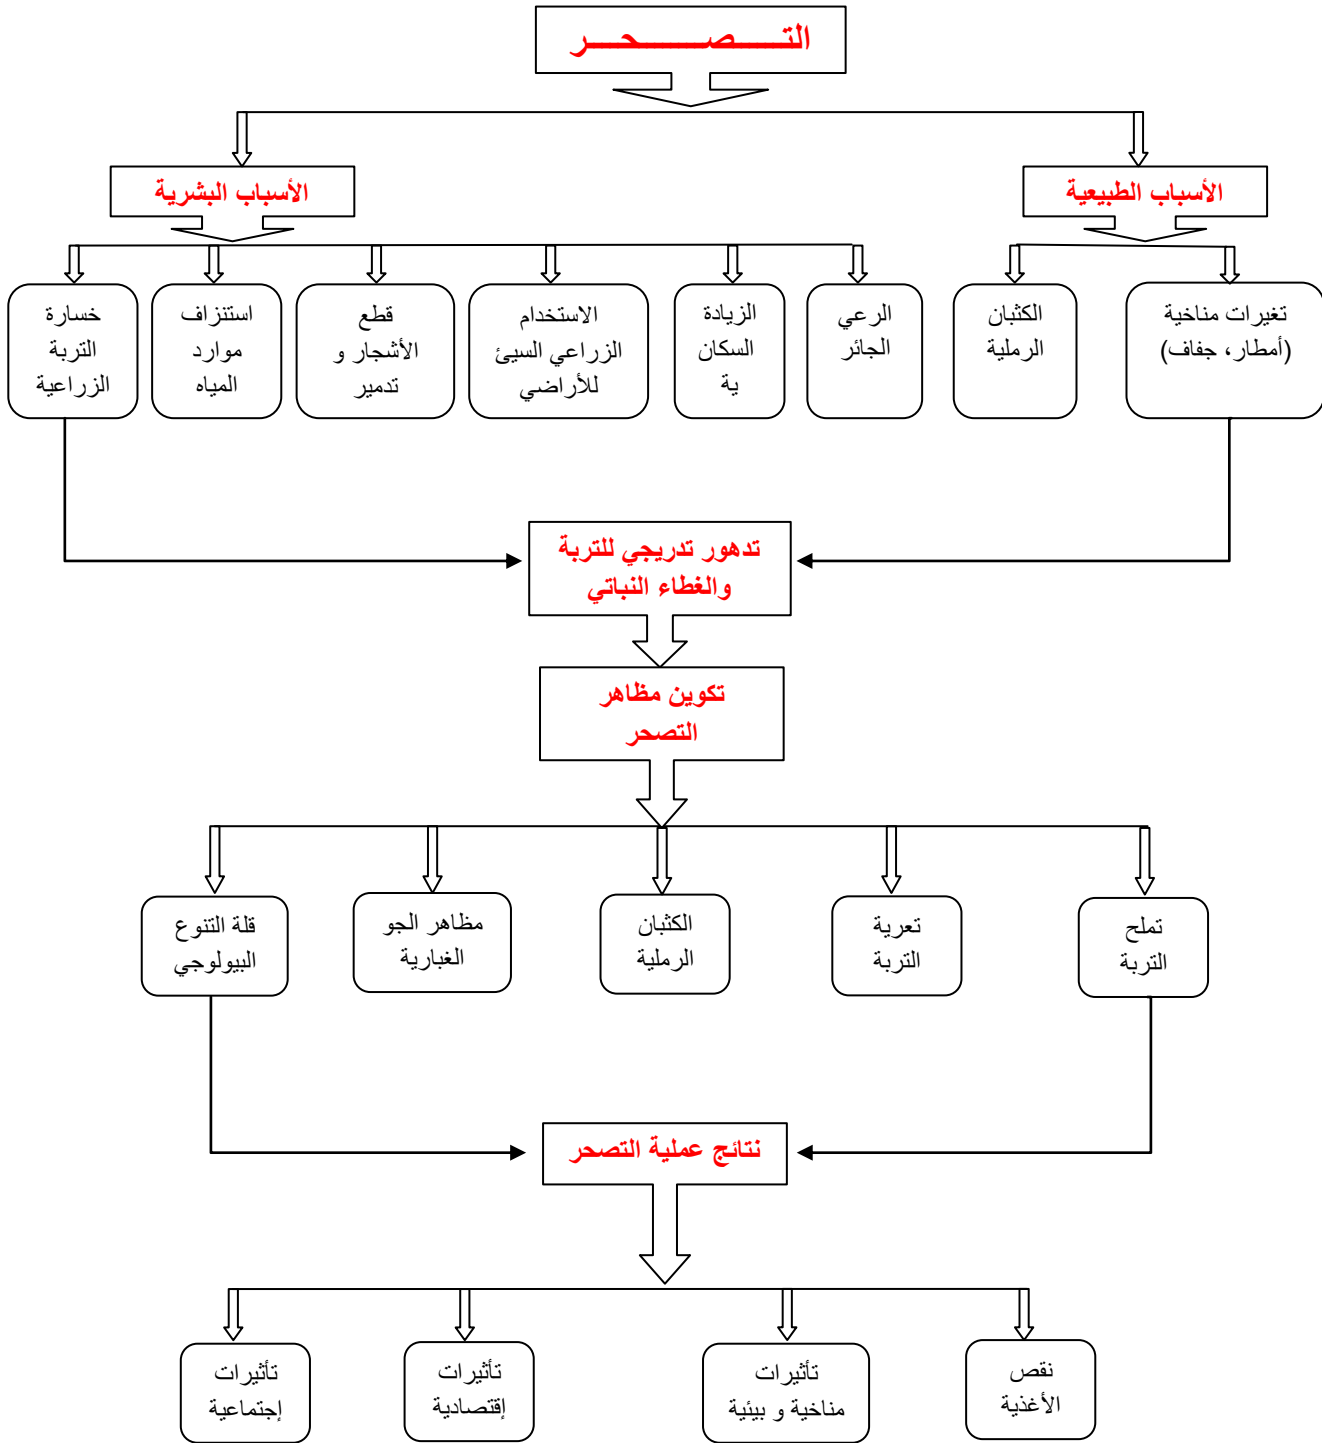 التـــــصـــــــحــــر
الأسباب الطبيعية
الأسباب البشرية
تغيرات مناخية
(أمطار، جفاف)
الكثبان
الرملية
الرعي
الجائر
الزيادة
السكان
ية
الاستخدام
الزراعي السيئ
للأراضي
قطع
الأشجار و
تدمير
استنزاف
موارد
المياه
خسارة
التربة
الزراعية
تدهور تدريجي للتربة
والغطاء النباتي
تكوين مظاهر
التصحر
تملح
التربة
تعرية
التربة
الكثبان
الرملية
مظاهر الجو
الغبارية
قلة التنوع
البيولوجي
نتائج عملية التصحر
نقص
الأغذية
تأثيرات
مناخية و بيئية
تأثيرات
إقتصادية
تأثيرات
إجتماعية